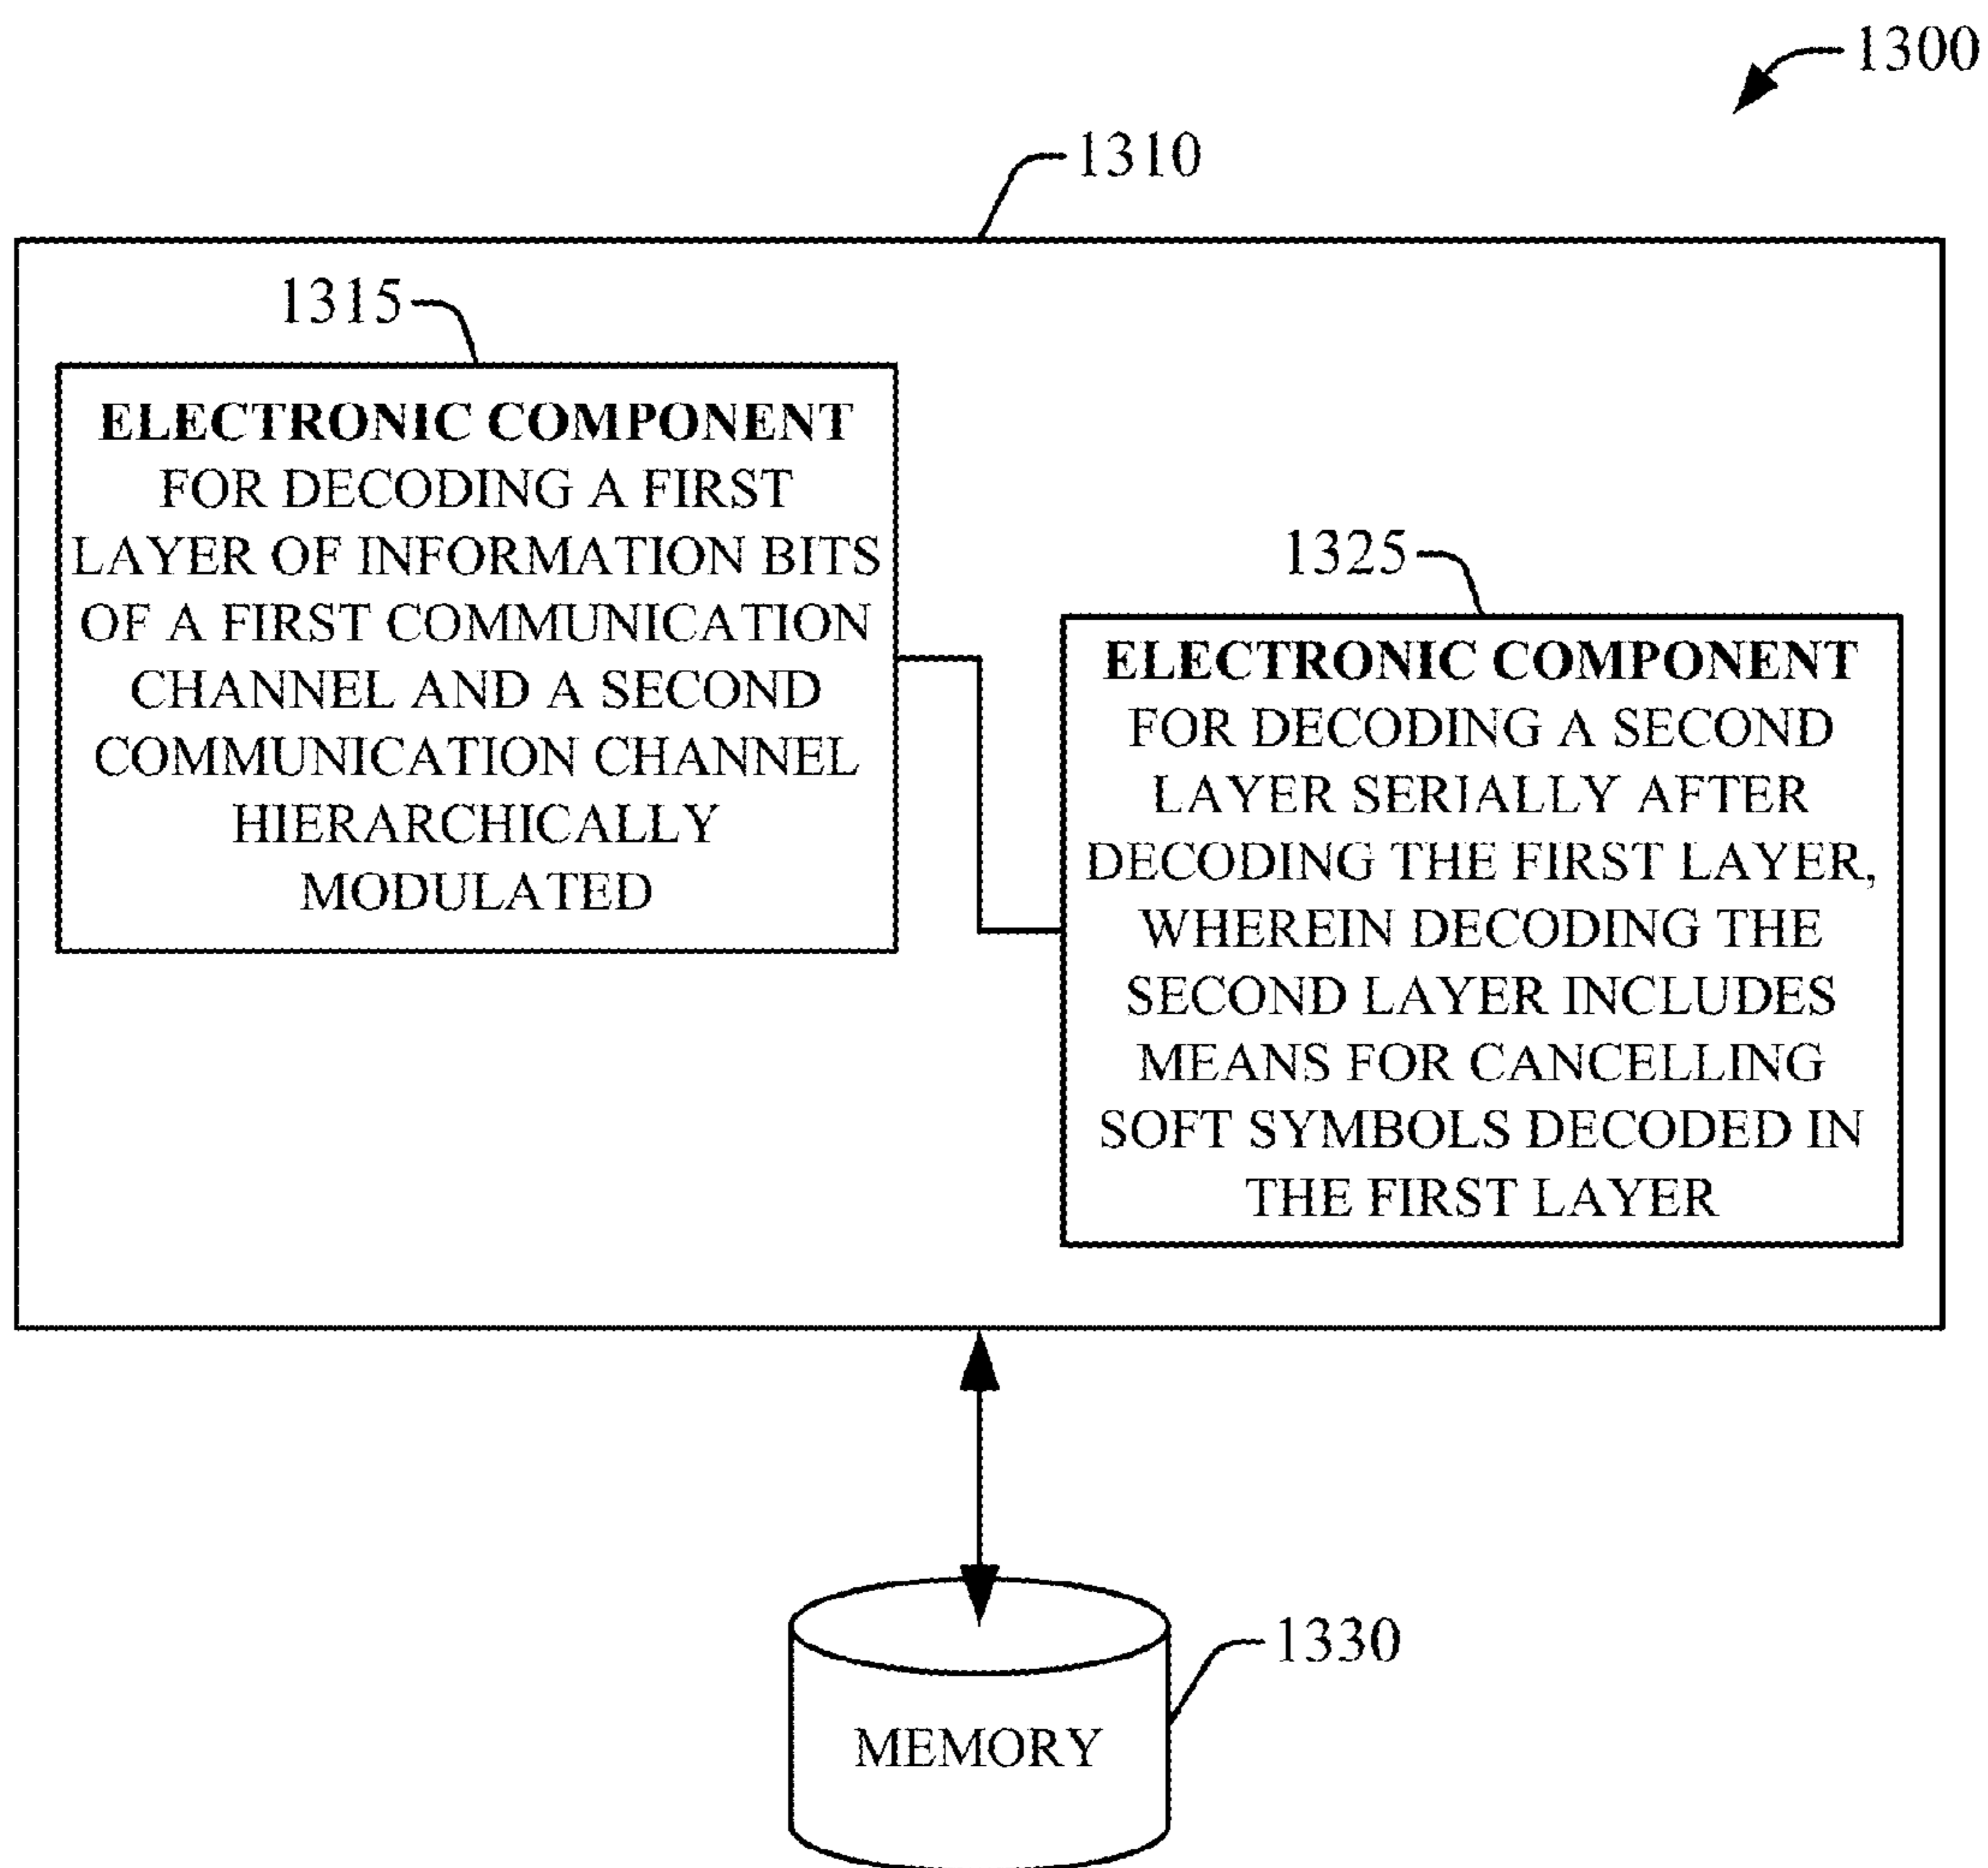 1300
1310
1315
ELECTRONIC COMPONENT
FOR DECODING A FIRST
LAYER OF INFORMATION BITS
OF A FIRST COMMUNICATION
CHANNEL AND A SECOND
COMMUNICATION CHANNEL
HIERARCHICALLY
MODULATED
1325
ELECTRONIC COMPONENT
FOR DECODING A SECOND
LAYER SERIALLY AFTER
DECODING THE FIRST LAYER,
WHEREIN DECODING THE
SECOND LAYER INCLUDES
MEANS FOR CANCELLING
SOFT SYMBOLS DECODED IN
THE FIRST LAYER
1330
MEMORY